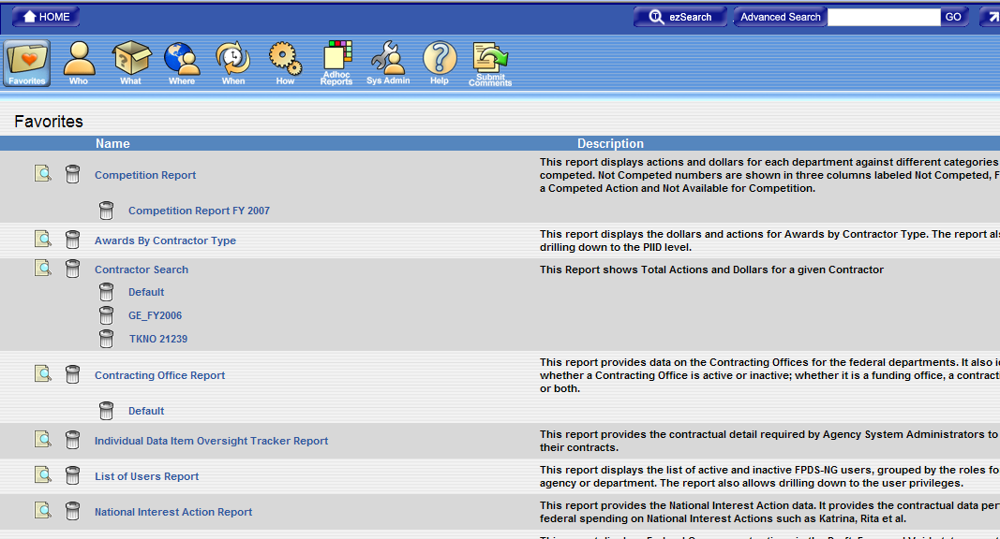 HOME
ezSearch
Advanced Search
GO
Favorites
Who
What
Where
When
How
Adhoc
Reports
Sys Admin
Help
Submit
Comments
Favorites
Name
Description
Competition Report
This report displays actions and dollars for each department against different categories
competed. Not Competed numbers are shown in three columns labeled Not Competed, F
a Competed Action and Not Available for Competition.
Competition Report FY 2007
Awards By Contractor Type
This report displays the dollars and actions for Awards by Contractor Type. The report al
drilling down to the PIID level.
Contractor Search
This Report shows Total Actions and Dollars for a given Contractor
Default
GE_FY2006
TKNO 21239
Contracting Office Report
This report provides data on the Contracting Offices for the federal departments. It also i
whether a Contracting Office is active or inactive; whether it is a funding office, a contract
or both.
Default
Individual Data Item Oversight Tracker Report
This report provides the contractual detail required by Agency System Administrators to
their contracts.
List of Users Report
This report displays the list of active and inactive FPDS-NG users, grouped by the roles fo
agency or department. The report also allows drilling down to the user privileges.
National Interest Action Report
This report provides the National Interest Action data. It provides the contractual data per
federal spending on National Interest Actions such as Katrina, Rita et al.